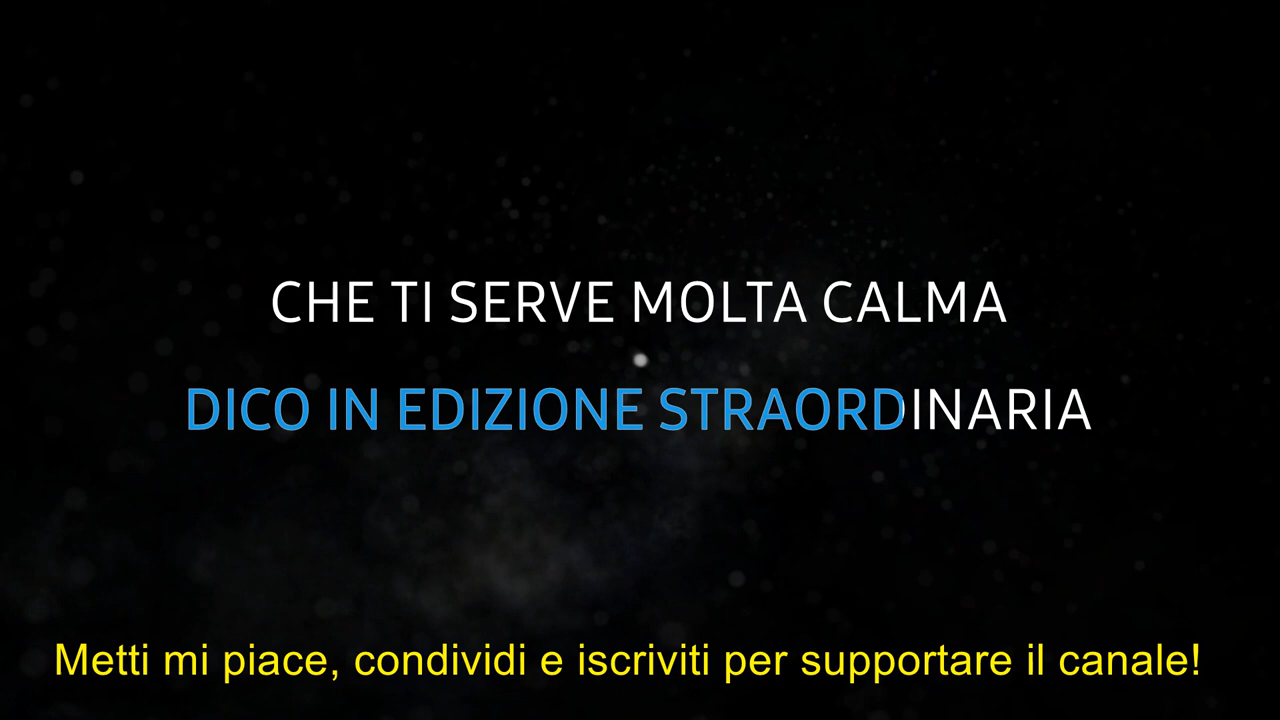 CHE TI SERVE MOLTA CALMA
DICO IN EDIZIONE STRAORDINARIA
Metti mi piace, condividi e iscriviti per supportare il canale!